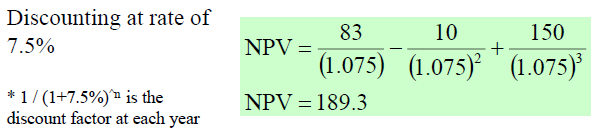 Discounting at rate of
7.5%
* 1 / (1+7.5%)^n is the
discount factor at each year
NPV = 83/(1.075) − 10/(1.075)² + 150/(1.075)³
NPV = 189.3